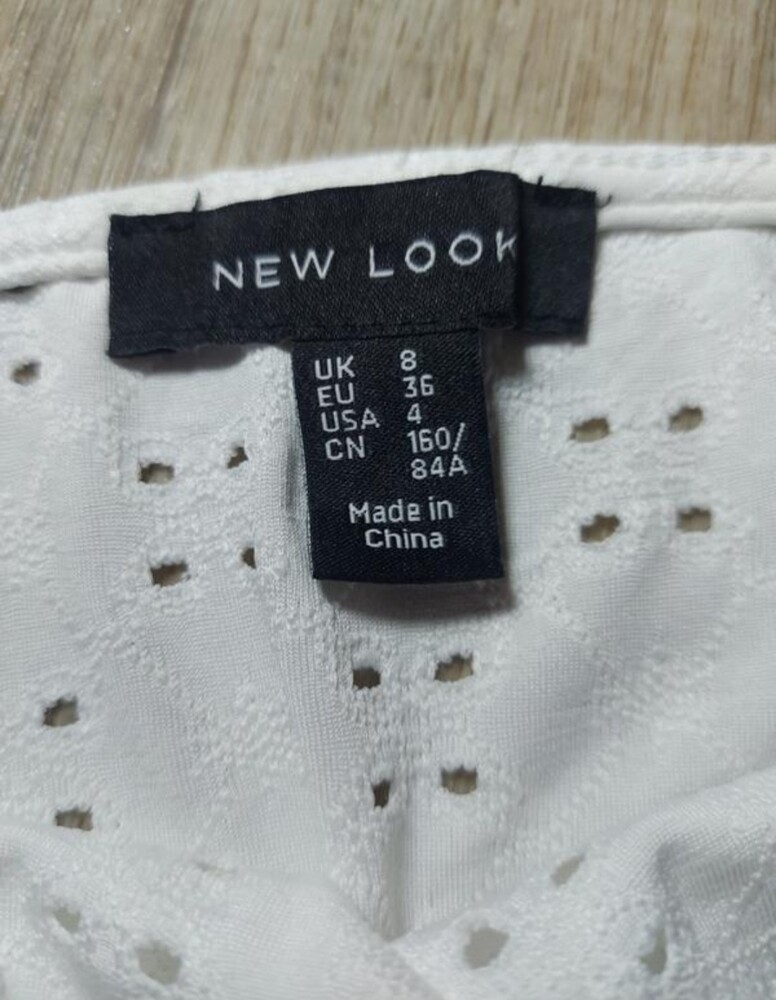 NEW LOOK
UK 8
EU 36
USA 4
CN 160/
84A
Made in
China